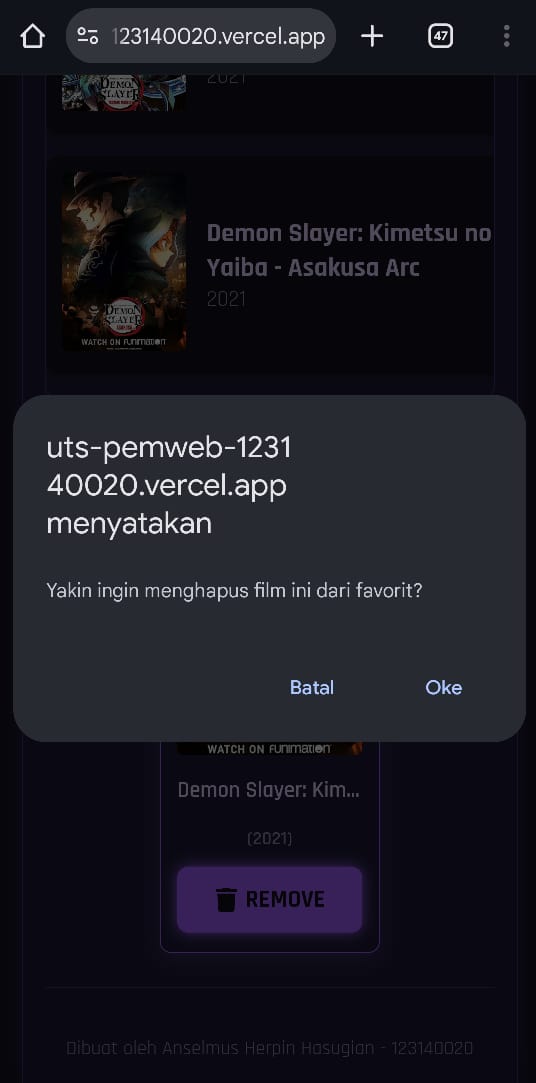 123140020.vercel.app
47
2021
DEMON
SLAYER
Demon Slayer: Kimetsu no
Yaiba - Asakusa Arc
2021
DEMON
SLAYER
WATCH ON FUNIMATION
uts-pemweb-1231
40020.vercel.app
menyatakan
Yakin ingin menghapus film ini dari favorit?
Batal
Oke
WATCH ON FUNIMATION
Demon Slayer: Kim...
(2021)
REMOVE
Dibuat oleh Anselmus Herpin Hasugian - 123140020